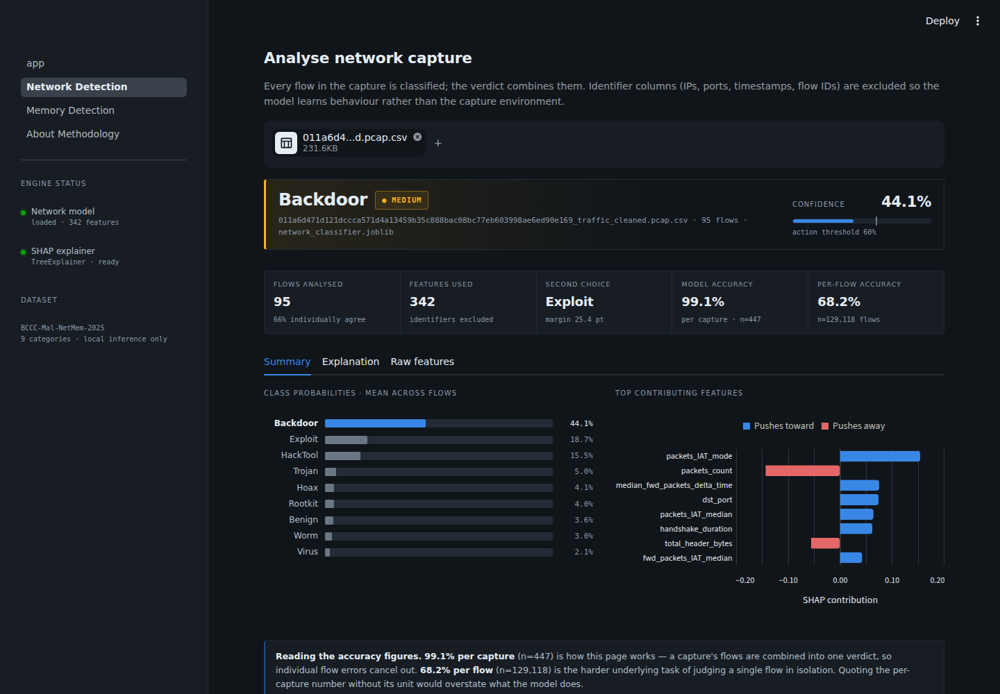 Deploy
app
Network Detection
Memory Detection
About Methodology
ENGINE STATUS
Network model
loaded · 342 features
SHAP explainer
TreeExplainer · ready
DATASET
BCCC-Mal-NetMem-2025
9 categories · local inference only
Analyse network capture
Every flow in the capture is classified; the verdict combines them. Identifier columns (IPs, ports, timestamps, flow IDs) are excluded so the
model learns behaviour rather than the capture environment.
011a6d4...d.pcap.csv
231.6KB
+
Backdoor
● MEDIUM
011a6d471d121dccca571d4a13459b35c888bac08bc77eb603998ae6ed90e169_traffic_cleaned.pcap.csv · 95 flows ·
network_classifier.joblib
CONFIDENCE 44.1%
action threshold 60%
FLOWS ANALYSED
95
66% individually agree
FEATURES USED
342
identifiers excluded
SECOND CHOICE
Exploit
margin 25.4 pt
MODEL ACCURACY
99.1%
per capture · n=447
PER-FLOW ACCURACY
68.2%
n=129,118 flows
Summary Explanation Raw features
CLASS PROBABILITIES · MEAN ACROSS FLOWS
Backdoor 44.1%
Exploit 18.7%
HackTool 15.5%
Trojan 5.0%
Hoax 4.1%
Rootkit 4.0%
Benign 3.6%
Worm 3.0%
Virus 2.1%
TOP CONTRIBUTING FEATURES
Pushes toward Pushes away
packets_IAT_mode
packets_count
median_fwd_packets_delta_time
dst_port
packets_IAT_median
handshake_duration
total_header_bytes
fwd_packets_IAT_median
−0.20 −0.10 0.00 0.10 0.20
SHAP contribution
Reading the accuracy figures. 99.1% per capture (n=447) is how this page works — a capture's flows are combined into one verdict, so
individual flow errors cancel out. 68.2% per flow (n=129,118) is the harder underlying task of judging a single flow in isolation. Quoting the per-
capture number without its unit would overstate what the model does.